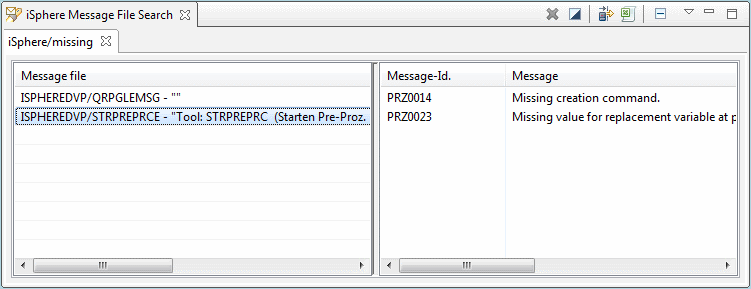 iSphere Message File Search
iSphere/missing
Message file
ISPHEREDVP/QRPGLEMSG - ""
ISPHEREDVP/STRPREPRCE - "Tool: STRPREPRC (Starten Pre-Proz.
Message-Id. Message
PRZ0014 Missing creation command.
PRZ0023 Missing value for replacement variable at p